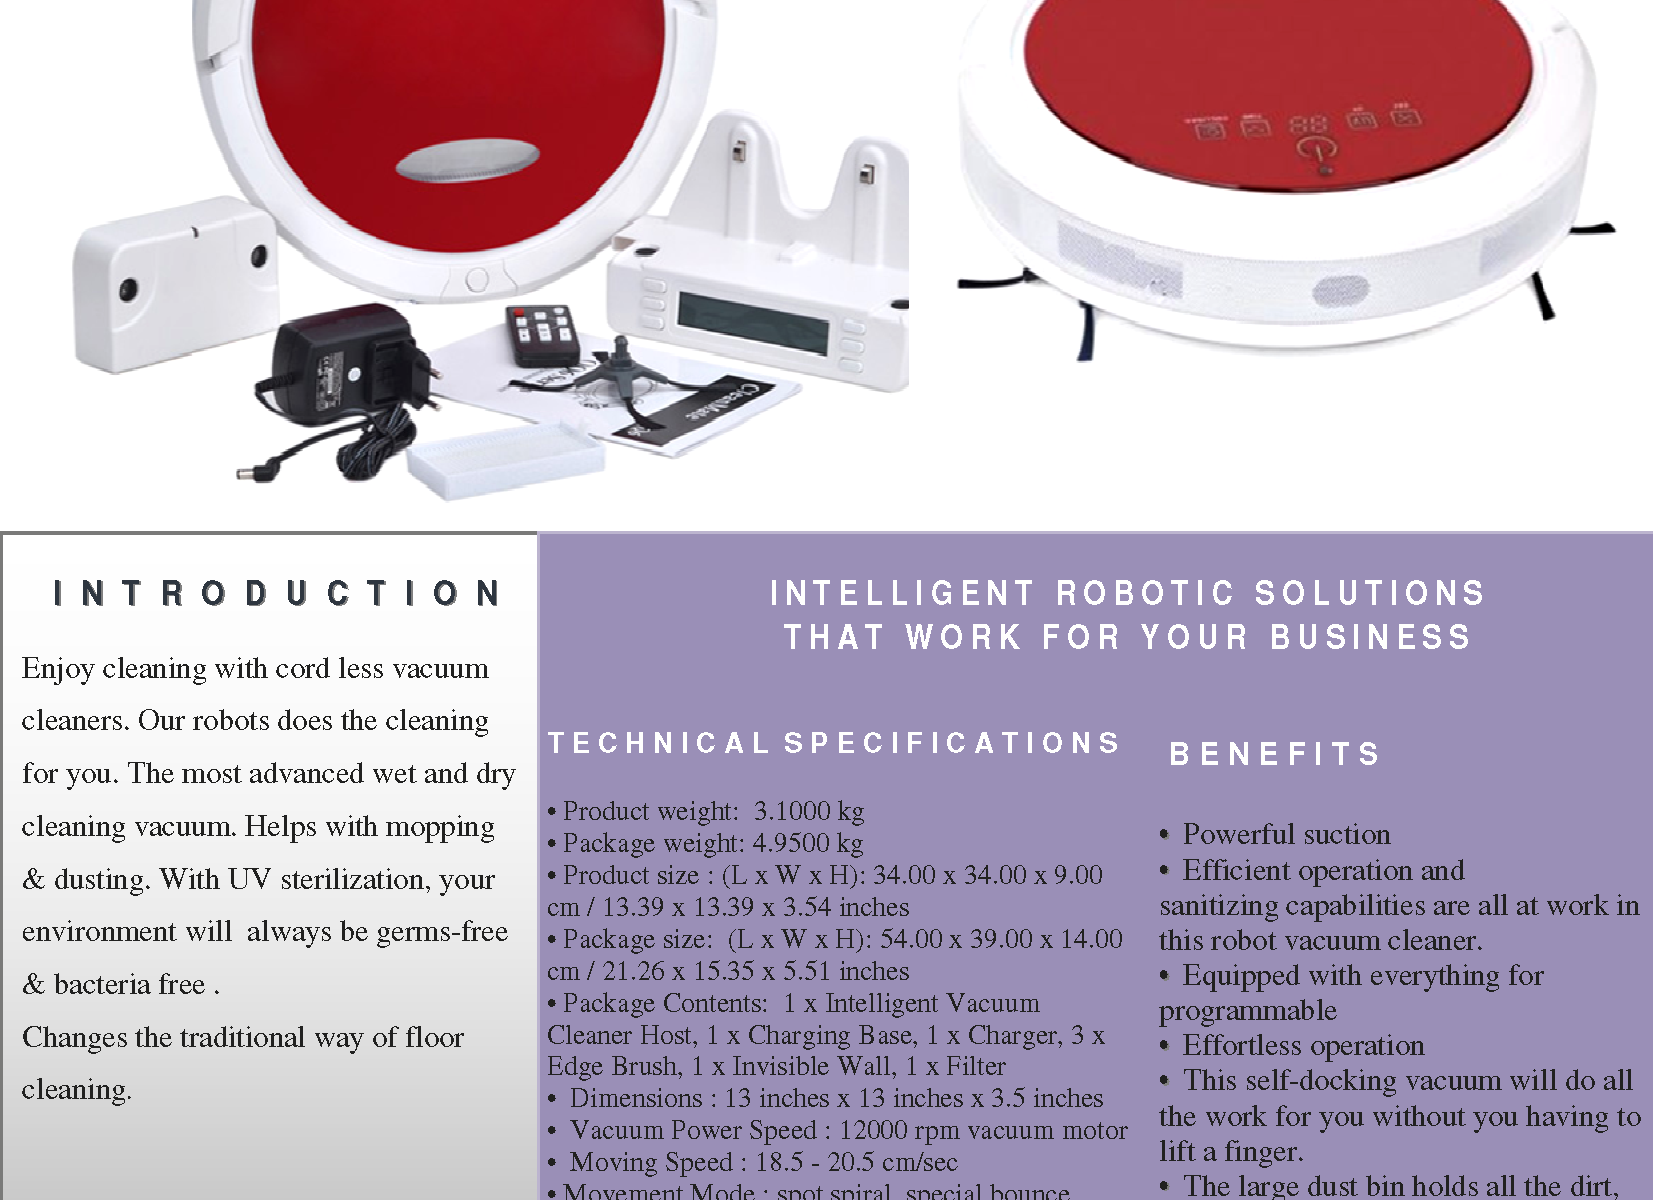 CleanMate
INTRODUCTION
Enjoy cleaning with cord less vacuum
cleaners. Our robots does the cleaning
for you. The most advanced wet and dry
cleaning vacuum. Helps with mopping
& dusting. With UV sterilization, your
environment will  always be germs-free
& bacteria free .
Changes the traditional way of floor
cleaning.
INTELLIGENT ROBOTIC SOLUTIONS
THAT WORK FOR YOUR BUSINESS
TECHNICAL SPECIFICATIONS
• Product weight:  3.1000 kg
• Package weight: 4.9500 kg
• Product size : (L x W x H): 34.00 x 34.00 x 9.00
cm / 13.39 x 13.39 x 3.54 inches
• Package size:  (L x W x H): 54.00 x 39.00 x 14.00
cm / 21.26 x 15.35 x 5.51 inches
• Package Contents:  1 x Intelligent Vacuum
Cleaner Host, 1 x Charging Base, 1 x Charger, 3 x
Edge Brush, 1 x Invisible Wall, 1 x Filter
•  Dimensions : 13 inches x 13 inches x 3.5 inches
•  Vacuum Power Speed : 12000 rpm vacuum motor
•  Moving Speed : 18.5 - 20.5 cm/sec
• Movement Mode : spot spiral, special bounce
BENEFITS
•  Powerful suction
•  Efficient operation and
sanitizing capabilities are all at work in
this robot vacuum cleaner.
•  Equipped with everything for
programmable
•  Effortless operation
•  This self-docking vacuum will do all
the work for you without you having to
lift a finger.
•  The large dust bin holds all the dirt,